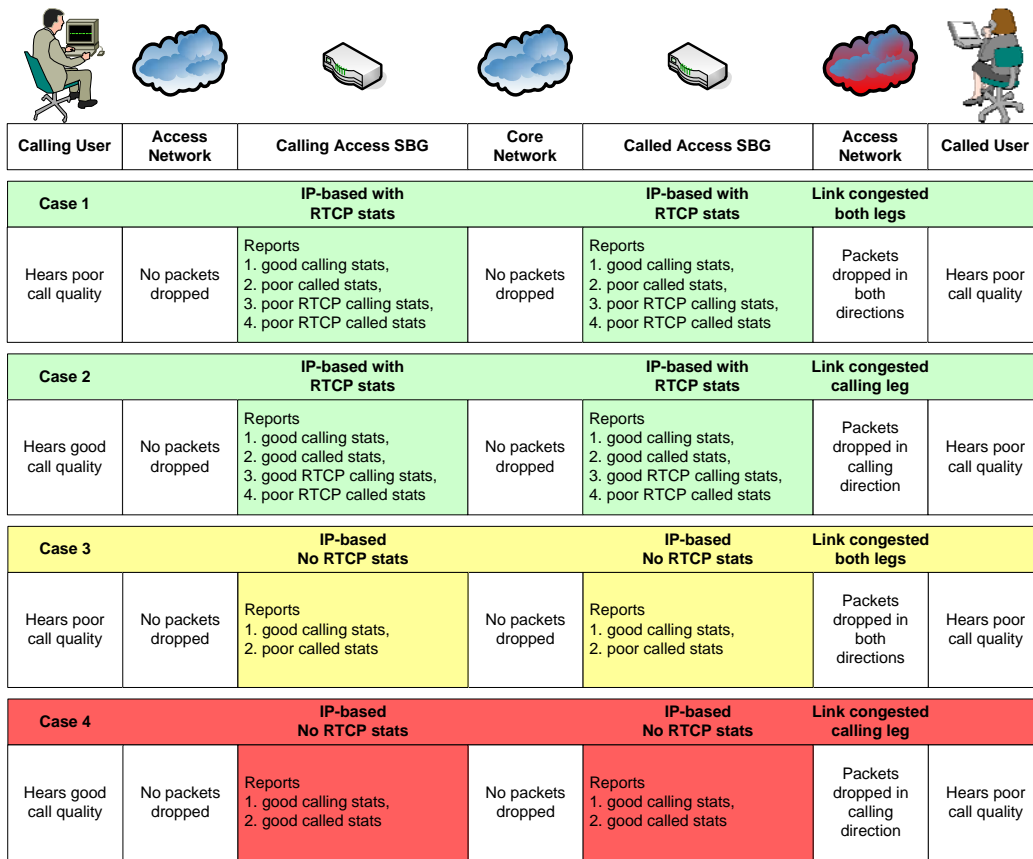 Calling User
Access
Network
Calling Access SBG
Core
Network
Called Access SBG
Access
Network
Called User
Case 1
IP-based with
RTCP stats
IP-based with
RTCP stats
Link congested
both legs
Hears poor
call quality
No packets
dropped
Reports
1. good calling stats,
2. poor called stats,
3. poor RTCP calling stats,
4. poor RTCP called stats
No packets
dropped
Reports
1. good calling stats,
2. poor called stats,
3. poor RTCP calling stats,
4. poor RTCP called stats
Packets
dropped in
both
directions
Hears poor
call quality
Case 2
IP-based with
RTCP stats
IP-based with
RTCP stats
Link congested
calling leg
Hears good
call quality
No packets
dropped
Reports
1. good calling stats,
2. good called stats,
3. good RTCP calling stats,
4. poor RTCP called stats
No packets
dropped
Reports
1. good calling stats,
2. good called stats,
3. good RTCP calling stats,
4. poor RTCP called stats
Packets
dropped in
calling
direction
Hears poor
call quality
Case 3
IP-based
No RTCP stats
IP-based
No RTCP stats
Link congested
both legs
Hears poor
call quality
No packets
dropped
Reports
1. good calling stats,
2. poor called stats
No packets
dropped
Reports
1. good calling stats,
2. poor called stats
Packets
dropped in
both
directions
Hears poor
call quality
Case 4
IP-based
No RTCP stats
IP-based
No RTCP stats
Link congested
calling leg
Hears good
call quality
No packets
dropped
Reports
1. good calling stats,
2. good called stats
No packets
dropped
Reports
1. good calling stats,
2. good called stats
Packets
dropped in
calling
direction
Hears poor
call quality